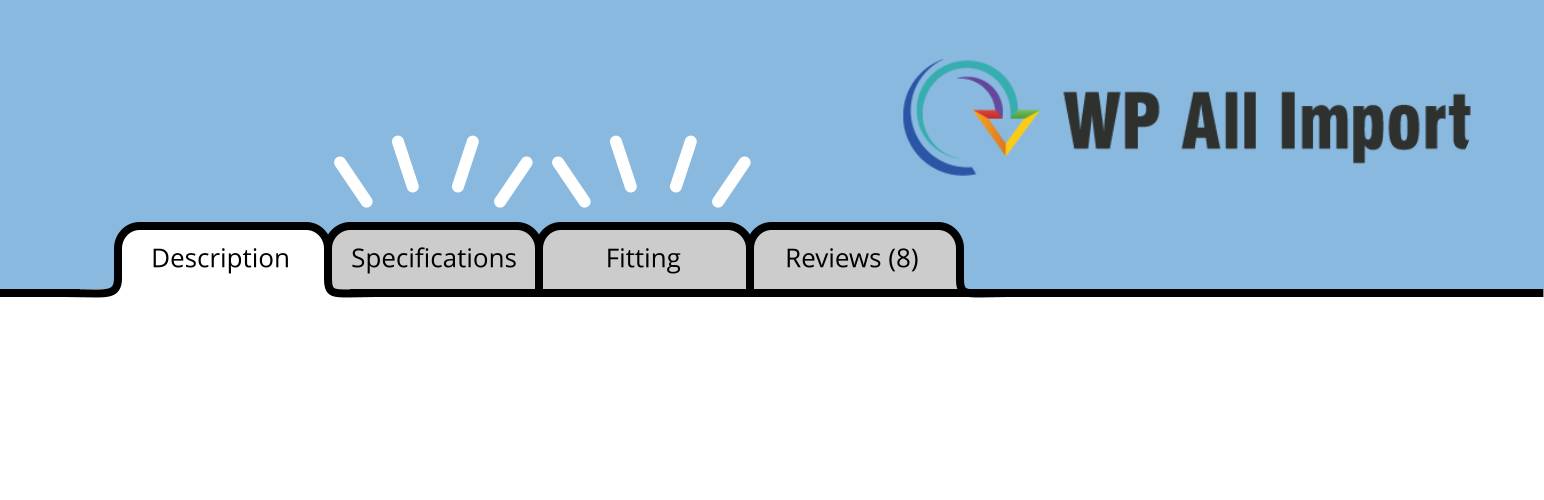 WP All Import
Description
Specifications
Fitting
Reviews (8)